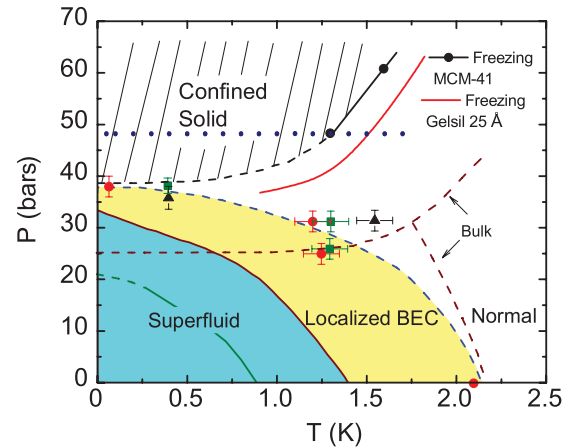 70
60
50
40
30
20
10
0
P (bars)
Confined
Solid
Freezing
MCM-41
Freezing
Gelsil 25 Å
Bulk
Superfluid
Localized BEC
Normal
0 0.5 1.0 1.5 2.0 2.5
T (K)